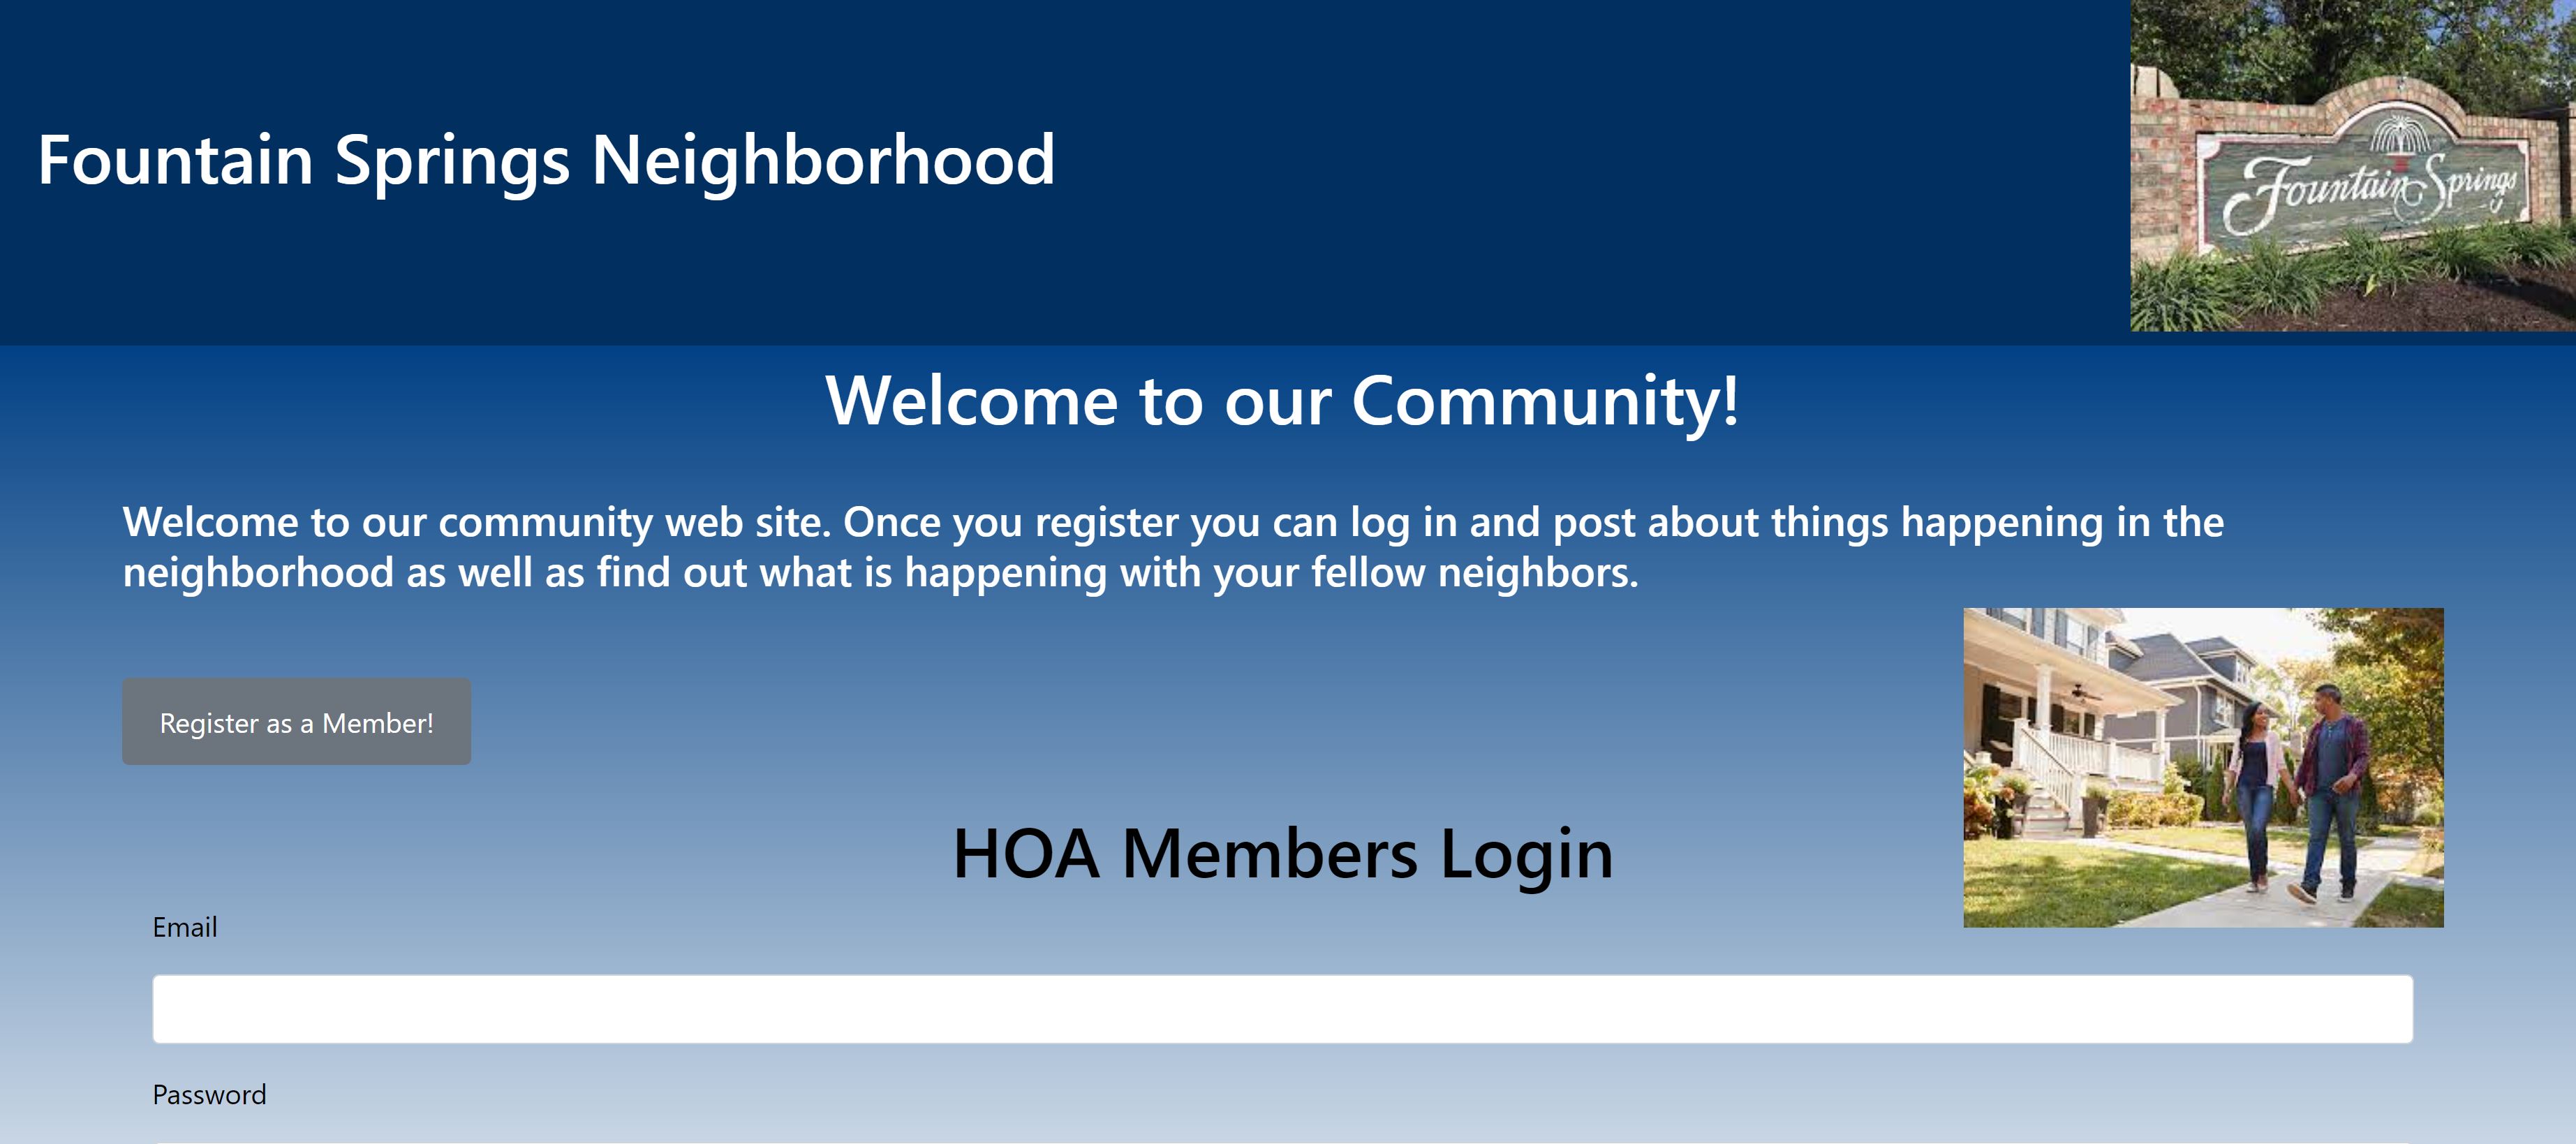 Fountain Springs Neighborhood
Fountain Springs
Welcome to our Community!
Welcome to our community web site. Once you register you can log in and post about things happening in the
neighborhood as well as find out what is happening with your fellow neighbors.
Register as a Member!
HOA Members Login
Email
Password